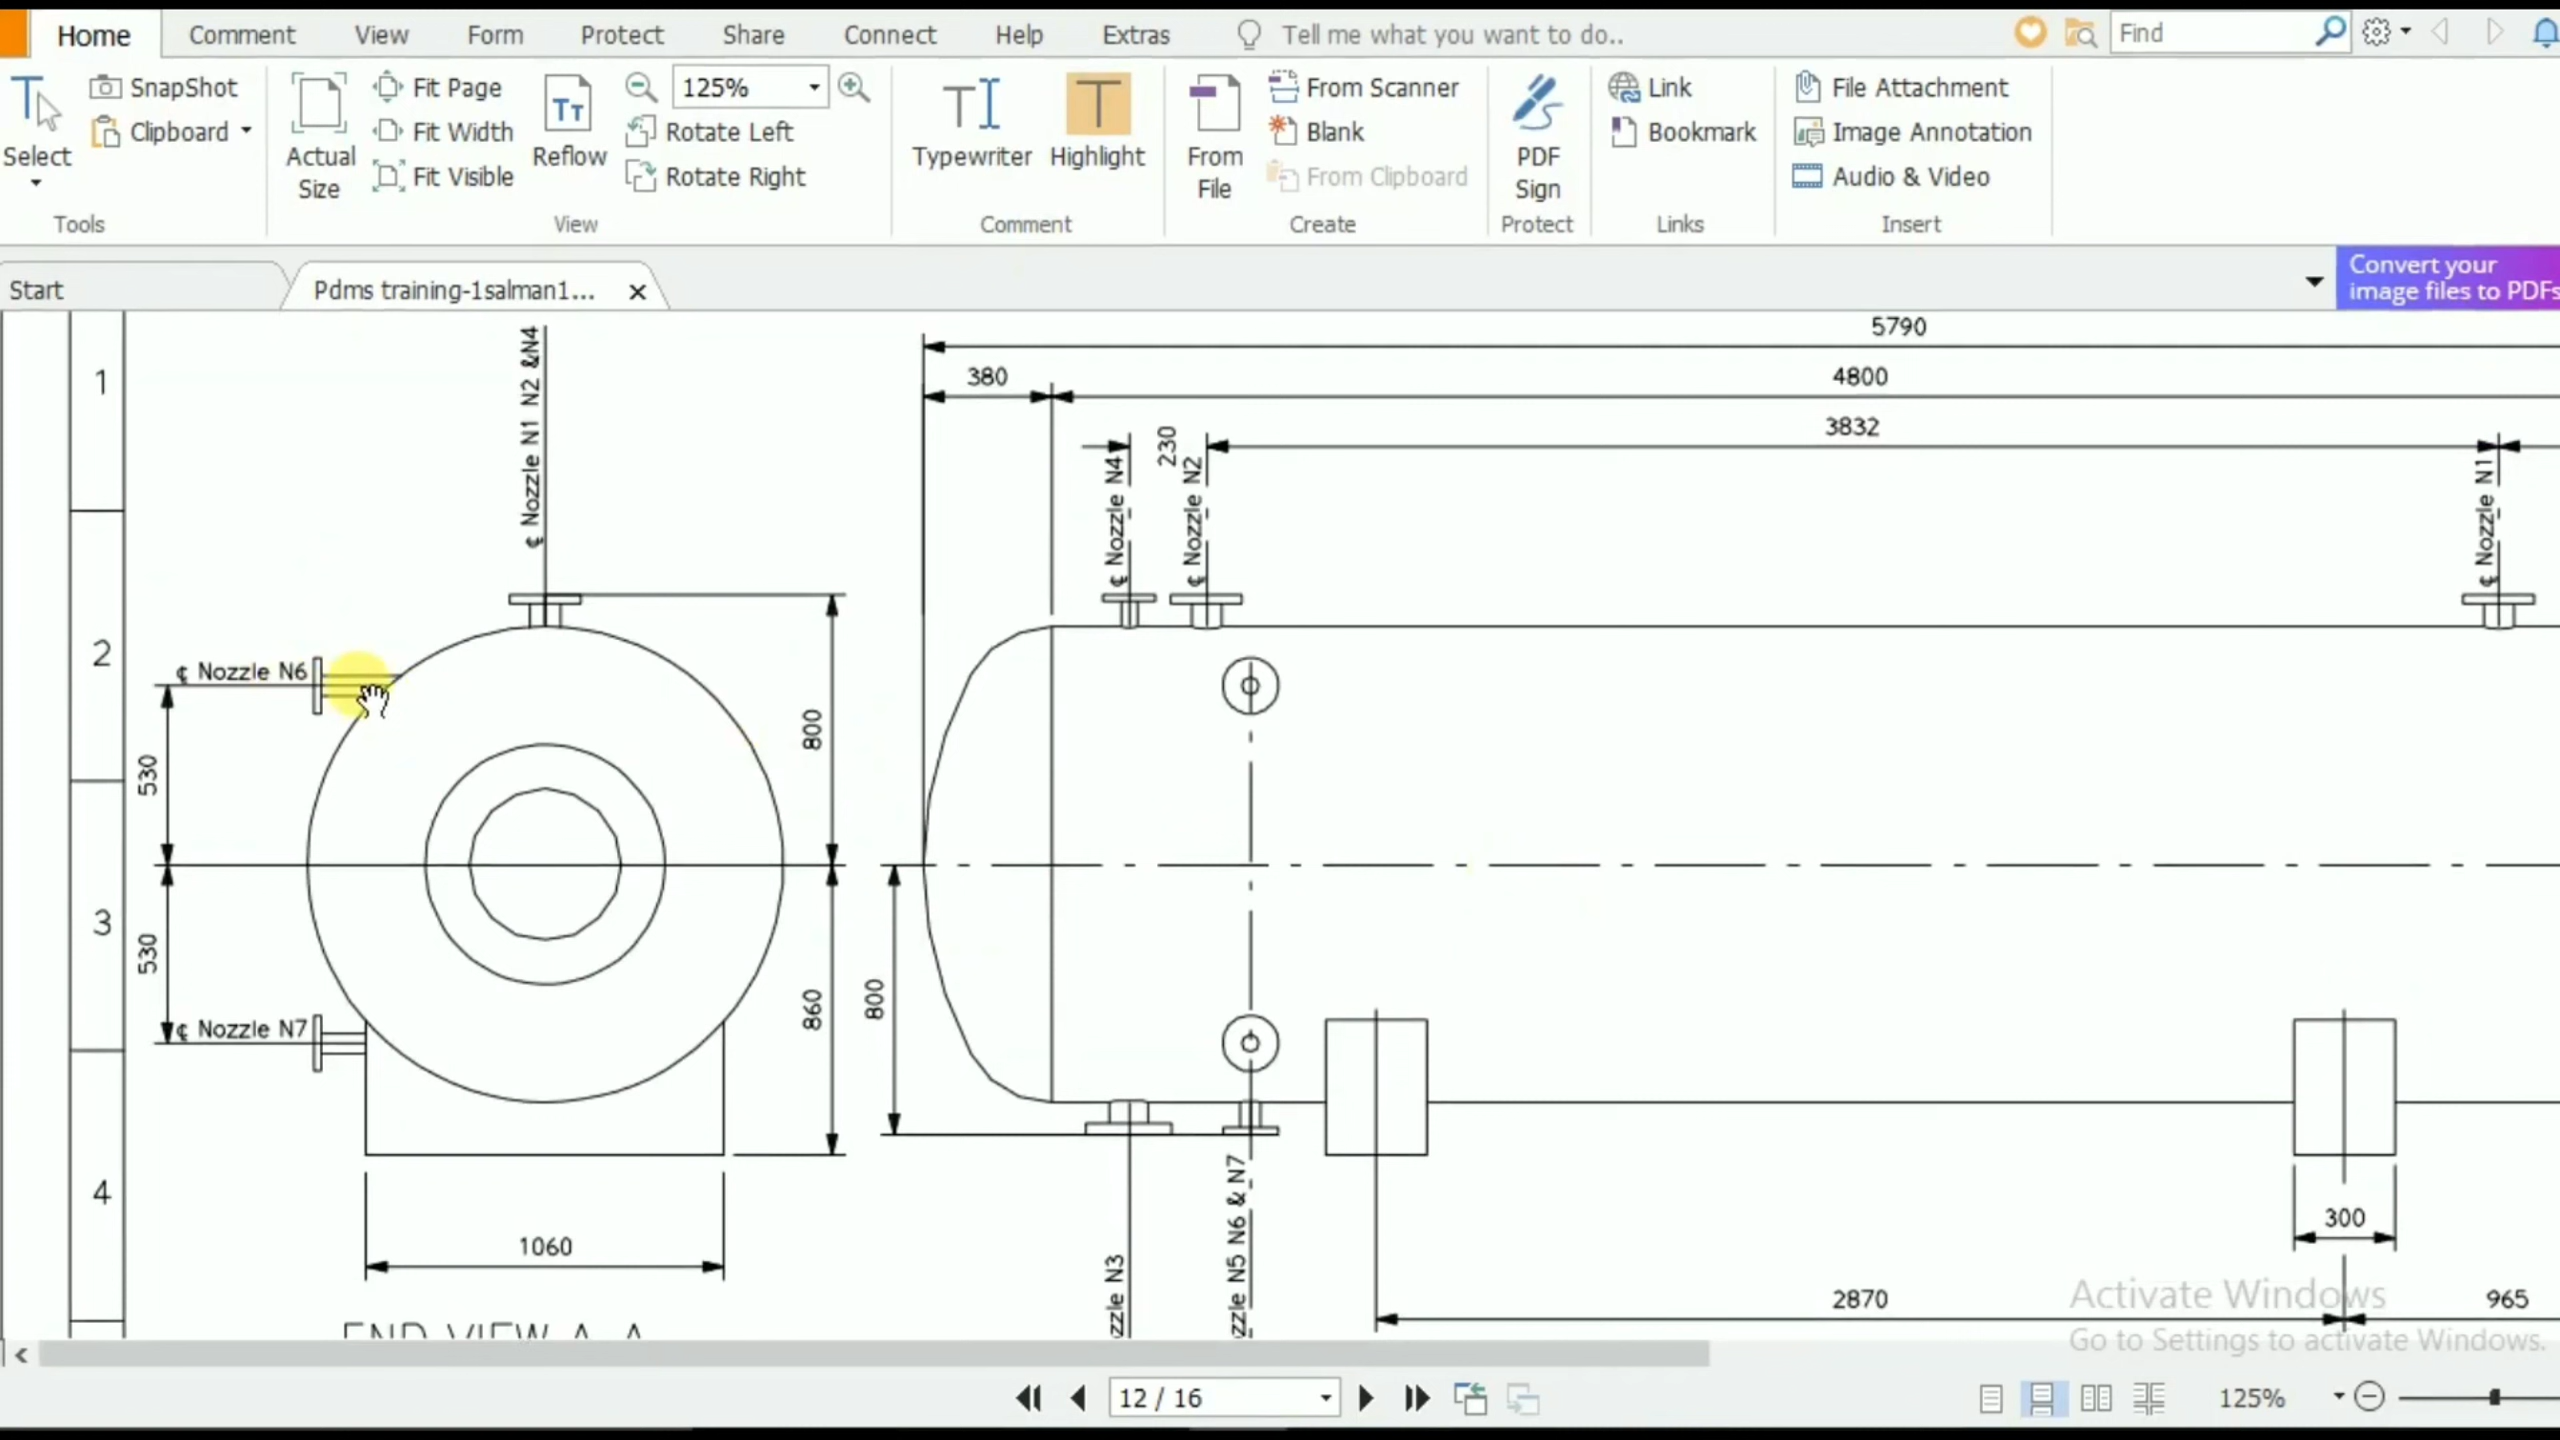 Home Comment View Form Protect Share Connect Help Extras Tell me what you want to do.. Find
Select
SnapShot
Clipboard
Tools
Actual Size
Fit Page
Fit Width
Fit Visible
Reflow
125%
Rotate Left
Rotate Right
View
Typewriter
Highlight
Comment
From File
From Scanner
Blank
From Clipboard
Create
PDF Sign
Protect
Link
Bookmark
Links
File Attachment
Image Annotation
Audio & Video
Insert
Start
Pdms training-1salman1...
Convert your
image files to PDFs
1
2
3
4
℄ Nozzle N1 N2 &N4
℄ Nozzle N6
530
530
℄ Nozzle N7
800
860
1060
END VIEW A-A
5790
380
4800
230
3832
℄ Nozzle N4
℄ Nozzle N2
℄ Nozzle N1
800
zzle N3
zzle N5 N6 & N7
300
2870
965
Activate Windows
Go to Settings to activate Windows.
12 / 16
125%